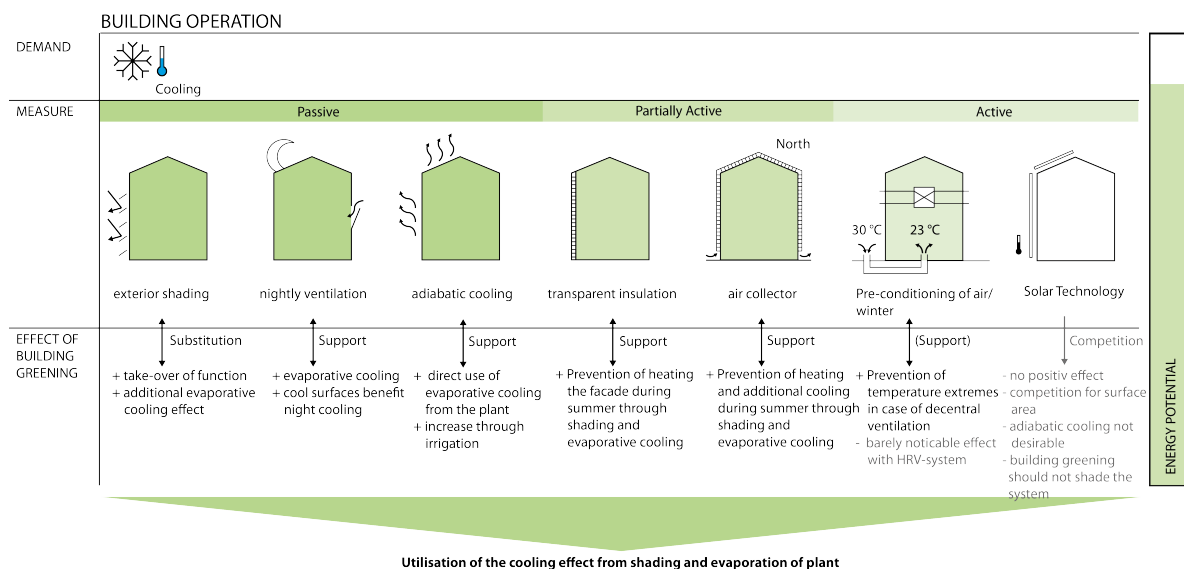 BUILDING OPERATION
DEMAND
Cooling
MEASURE
Passive
Partially Active
Active
North
30 °C
23 °C
exterior shading
nightly ventilation
adiabatic cooling
transparent insulation
air collector
Pre-conditioning of air/
winter
Solar Technology
EFFECT OF
BUILDING
GREENING
Substitution
Support
Support
Support
Support
(Support)
Competition
+ take-over of function
+ additional evaporative
cooling effect
+ evaporative cooling
+ cool surfaces benefit
night cooling
+ direct use of
evaporative cooling
from the plant
+ increase through
irrigation
+ Prevention of heating
the facade during
summer through
shading and
evaporative cooling
+ Prevention of heating
and additional cooling
during summer through
shading and
evaporative cooling
+ Prevention of
temperature extremes
in case of decentral
ventilation
- barely noticable effect
with HRV-system
- no positiv effect
- competition for surface
area
- adiabatic cooling not
desirable
- building greening
should not shade the
system
ENERGY POTENTIAL
Utilisation of the cooling effect from shading and evaporation of plant